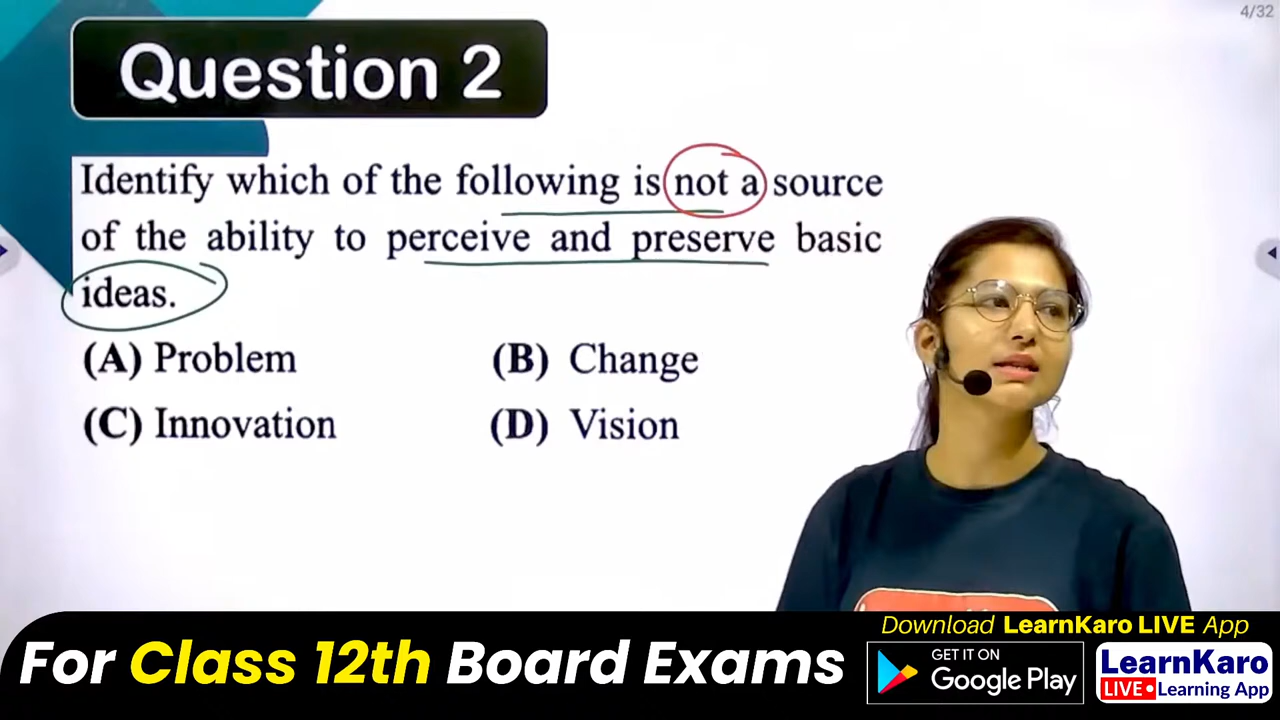 4/32
Question 2
Identify which of the following is not a source
of the ability to perceive and preserve basic
ideas.
(A) Problem (B) Change
(C) Innovation (D) Vision
For Class 12th Board Exams
Download LearnKaro LIVE App
GET IT ON
Google Play
LearnKaro
LIVE Learning App